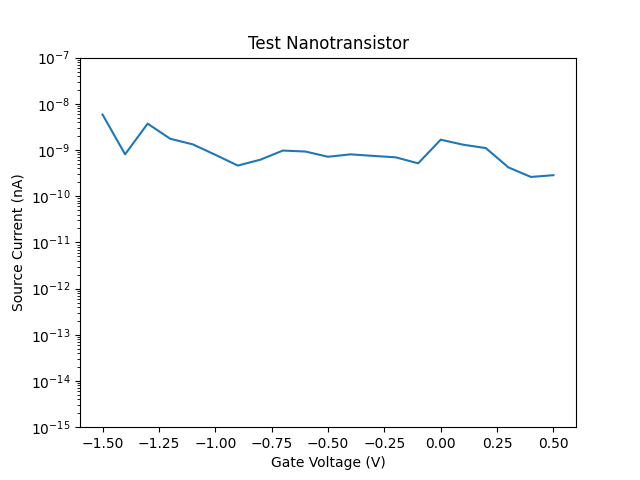 Test Nanotransistor
10⁻⁷
10⁻⁸
10⁻⁹
10⁻¹⁰
10⁻¹¹
10⁻¹²
10⁻¹³
10⁻¹⁴
10⁻¹⁵
Source Current (nA)
−1.50 −1.25 −1.00 −0.75 −0.50 −0.25 0.00 0.25 0.50
Gate Voltage (V)